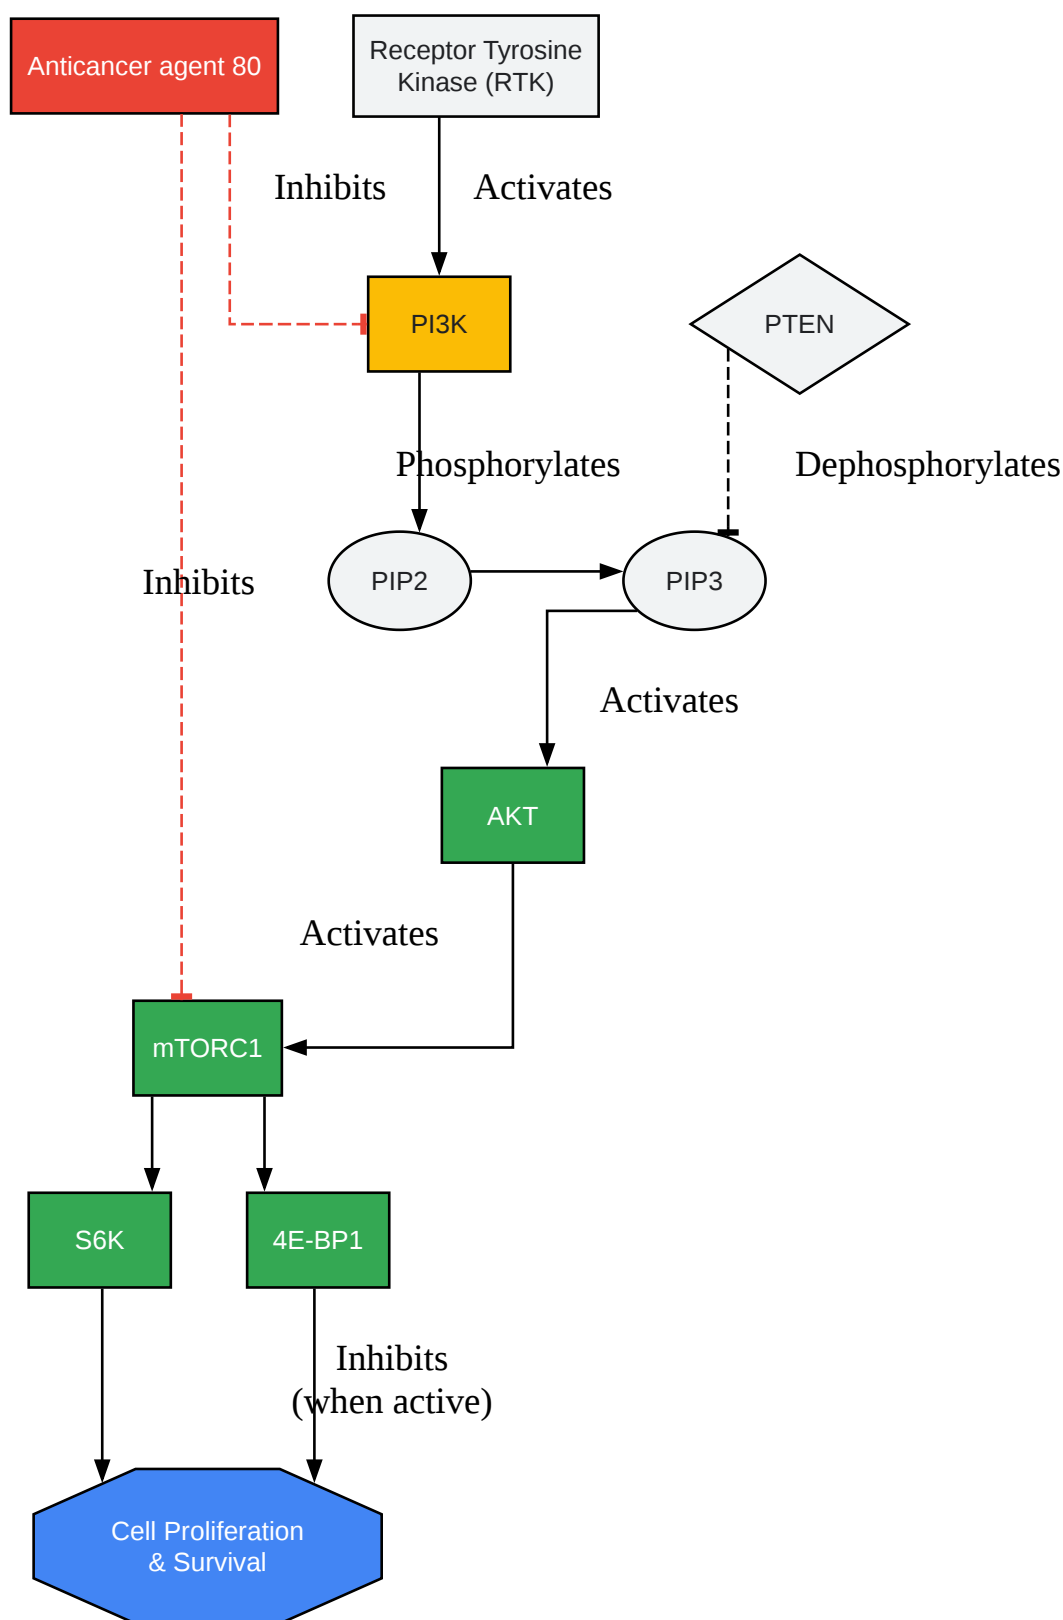 Anticancer agent 80
Receptor Tyrosine
Kinase (RTK)
Inhibits
Activates
PI3K
PTEN
Phosphorylates
Dephosphorylates
Inhibits
PIP2
PIP3
Activates
AKT
Activates
mTORC1
S6K
4E-BP1
Inhibits
(when active)
Cell Proliferation
& Survival